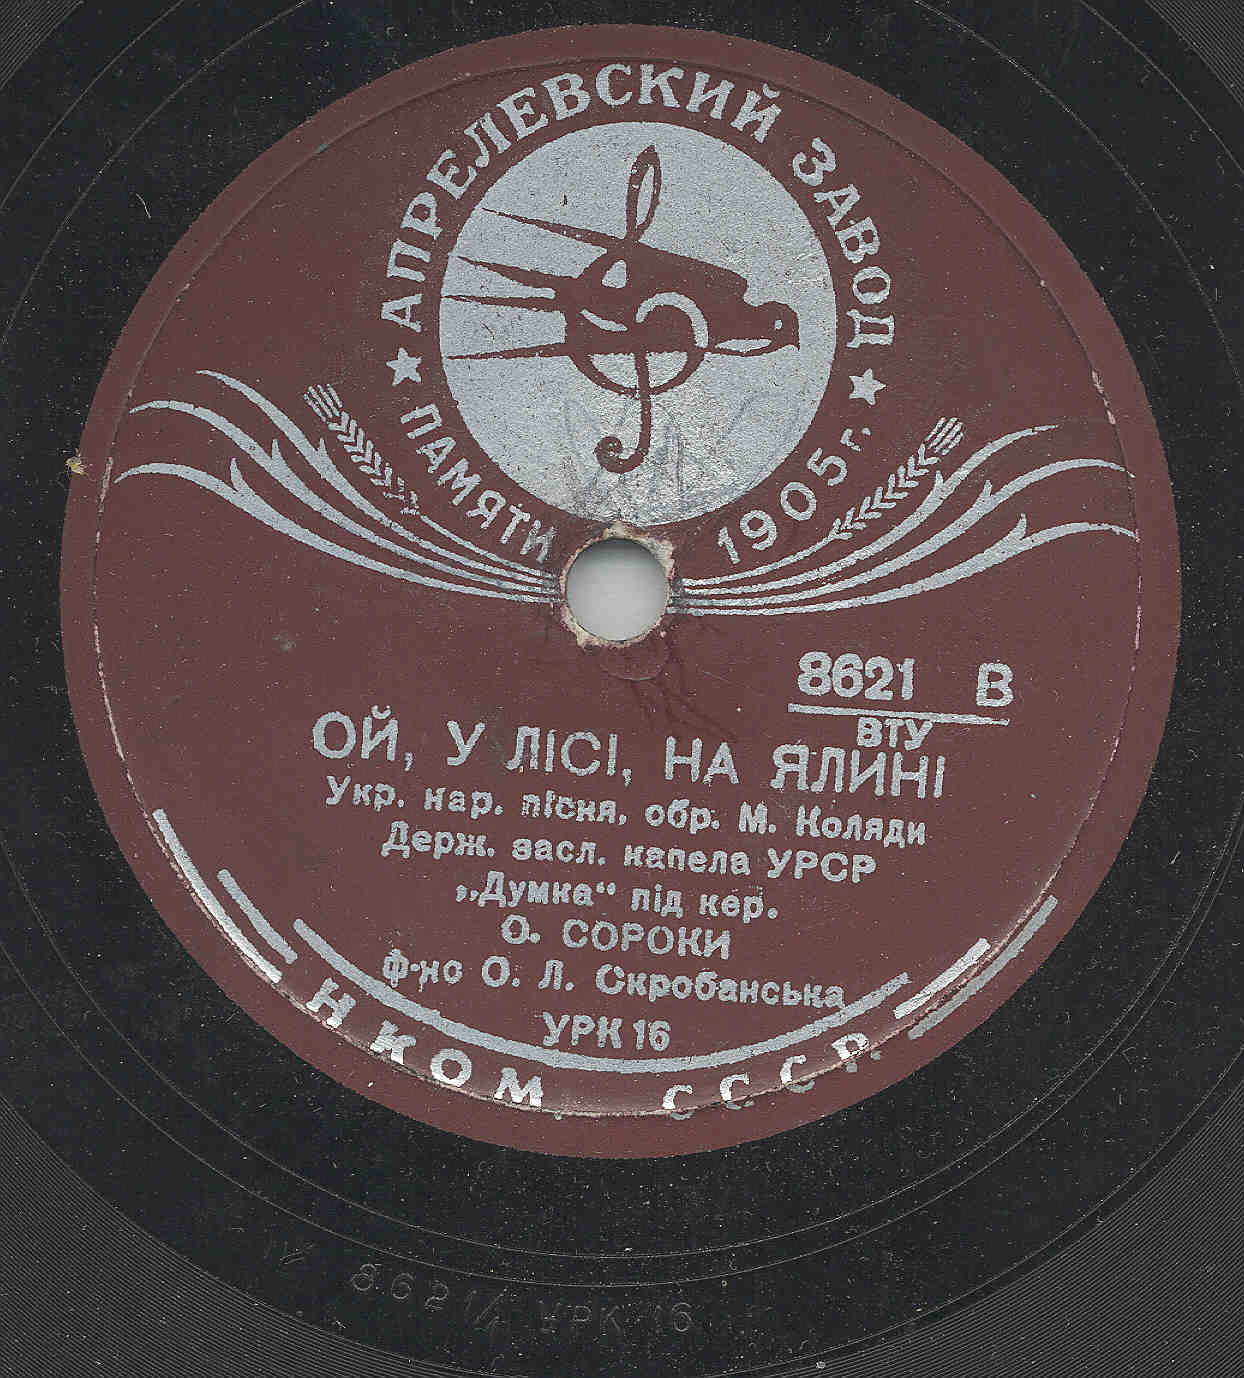 АПРЕЛЕВСКИЙ ЗАВОД
ПАМЯТИ 1905 г.
8621 В
ВТУ
ОЙ, У ЛІСІ, НА ЯЛИНІ
Укр. нар. пісня, обр. М. Коляди
Держ. засл. капела УРСР
„Думка“ під кер.
О. СОРОКИ
ф-но О. Л. Скробанська
УРК 16
НКОМ. СССР.
8621/4 УРК 16